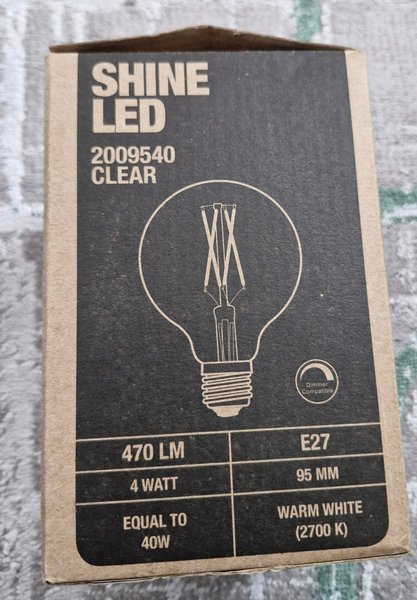 SHINE
LED
2009540
CLEAR
Dimmer
Compatible
470 LM
E27
4 WATT
95 MM
EQUAL TO
40W
WARM WHITE
(2700 K)